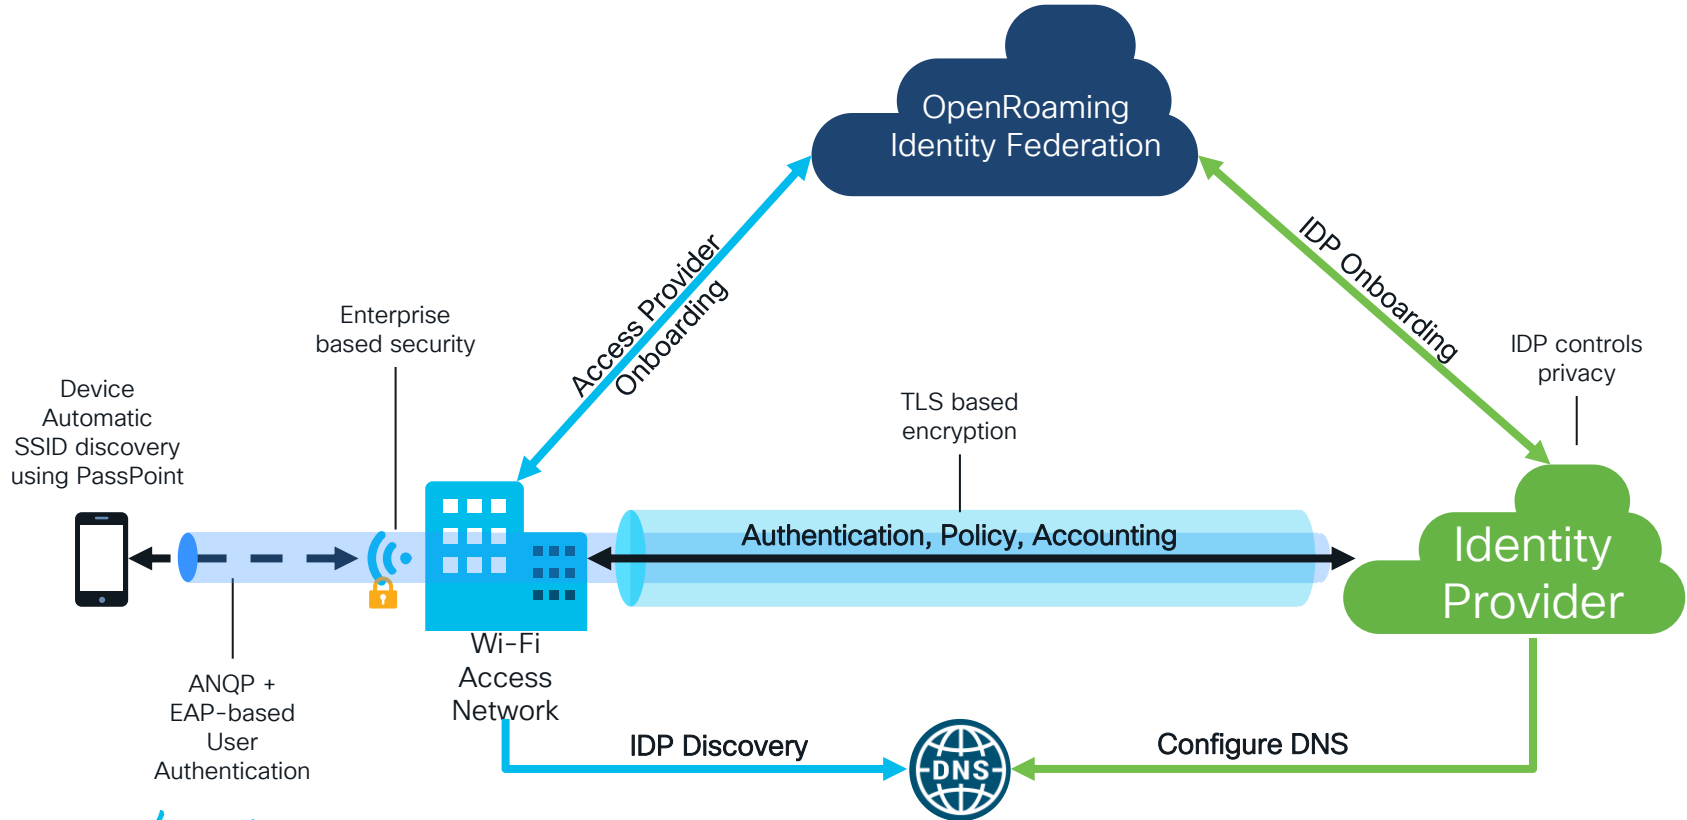 OpenRoaming
Identity Federation
Access Provider
Onboarding
IDP Onboarding
Enterprise
based security
IDP controls
privacy
Device
Automatic
SSID discovery
using PassPoint
TLS based
encryption
Authentication, Policy, Accounting
Identity
Provider
Wi-Fi
Access
Network
ANQP +
EAP-based
User
Authentication
IDP Discovery
DNS
Configure DNS